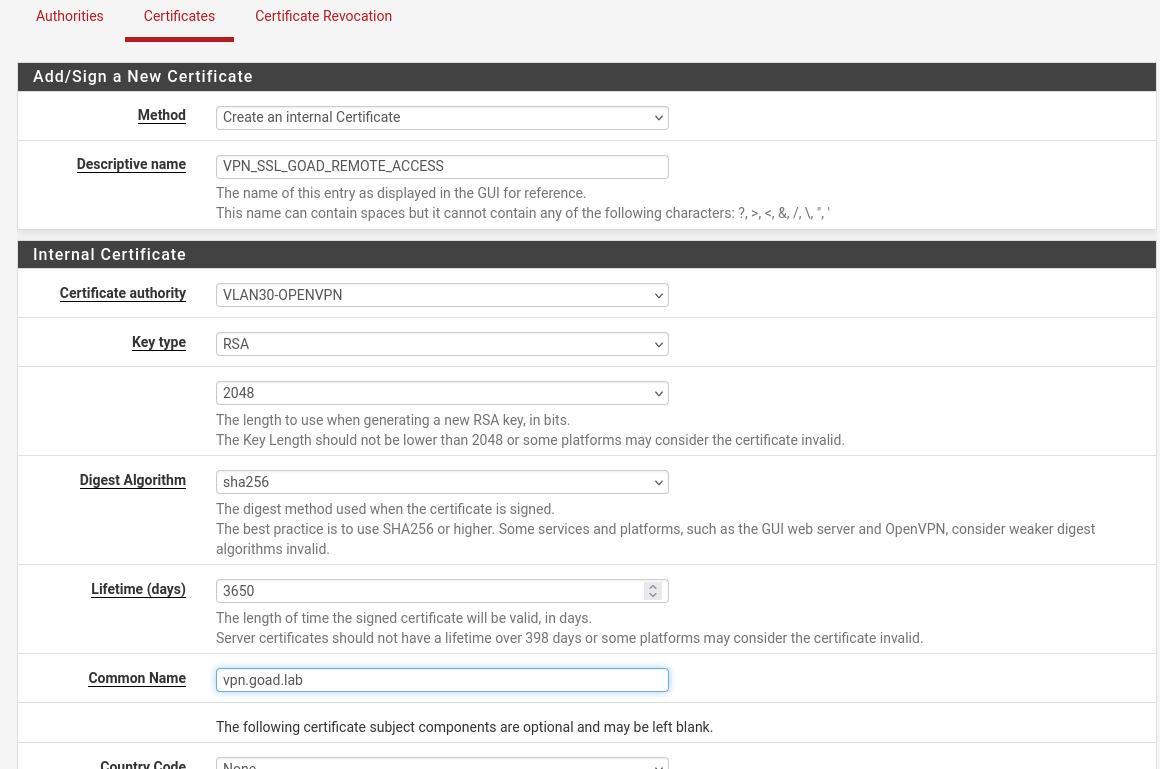 Authorities Certificates Certificate Revocation
Add/Sign a New Certificate
Method Create an internal Certificate
Descriptive name VPN_SSL_GOAD_REMOTE_ACCESS
The name of this entry as displayed in the GUI for reference.
This name can contain spaces but it cannot contain any of the following characters: ?, >, <, &, /, \, ", '
Internal Certificate
Certificate authority VLAN30-OPENVPN
Key type RSA
2048
The length to use when generating a new RSA key, in bits.
The Key Length should not be lower than 2048 or some platforms may consider the certificate invalid.
Digest Algorithm sha256
The digest method used when the certificate is signed.
The best practice is to use SHA256 or higher. Some services and platforms, such as the GUI web server and OpenVPN, consider weaker digest
algorithms invalid.
Lifetime (days) 3650
The length of time the signed certificate will be valid, in days.
Server certificates should not have a lifetime over 398 days or some platforms may consider the certificate invalid.
Common Name vpn.goad.lab
The following certificate subject components are optional and may be left blank.
Country Code None